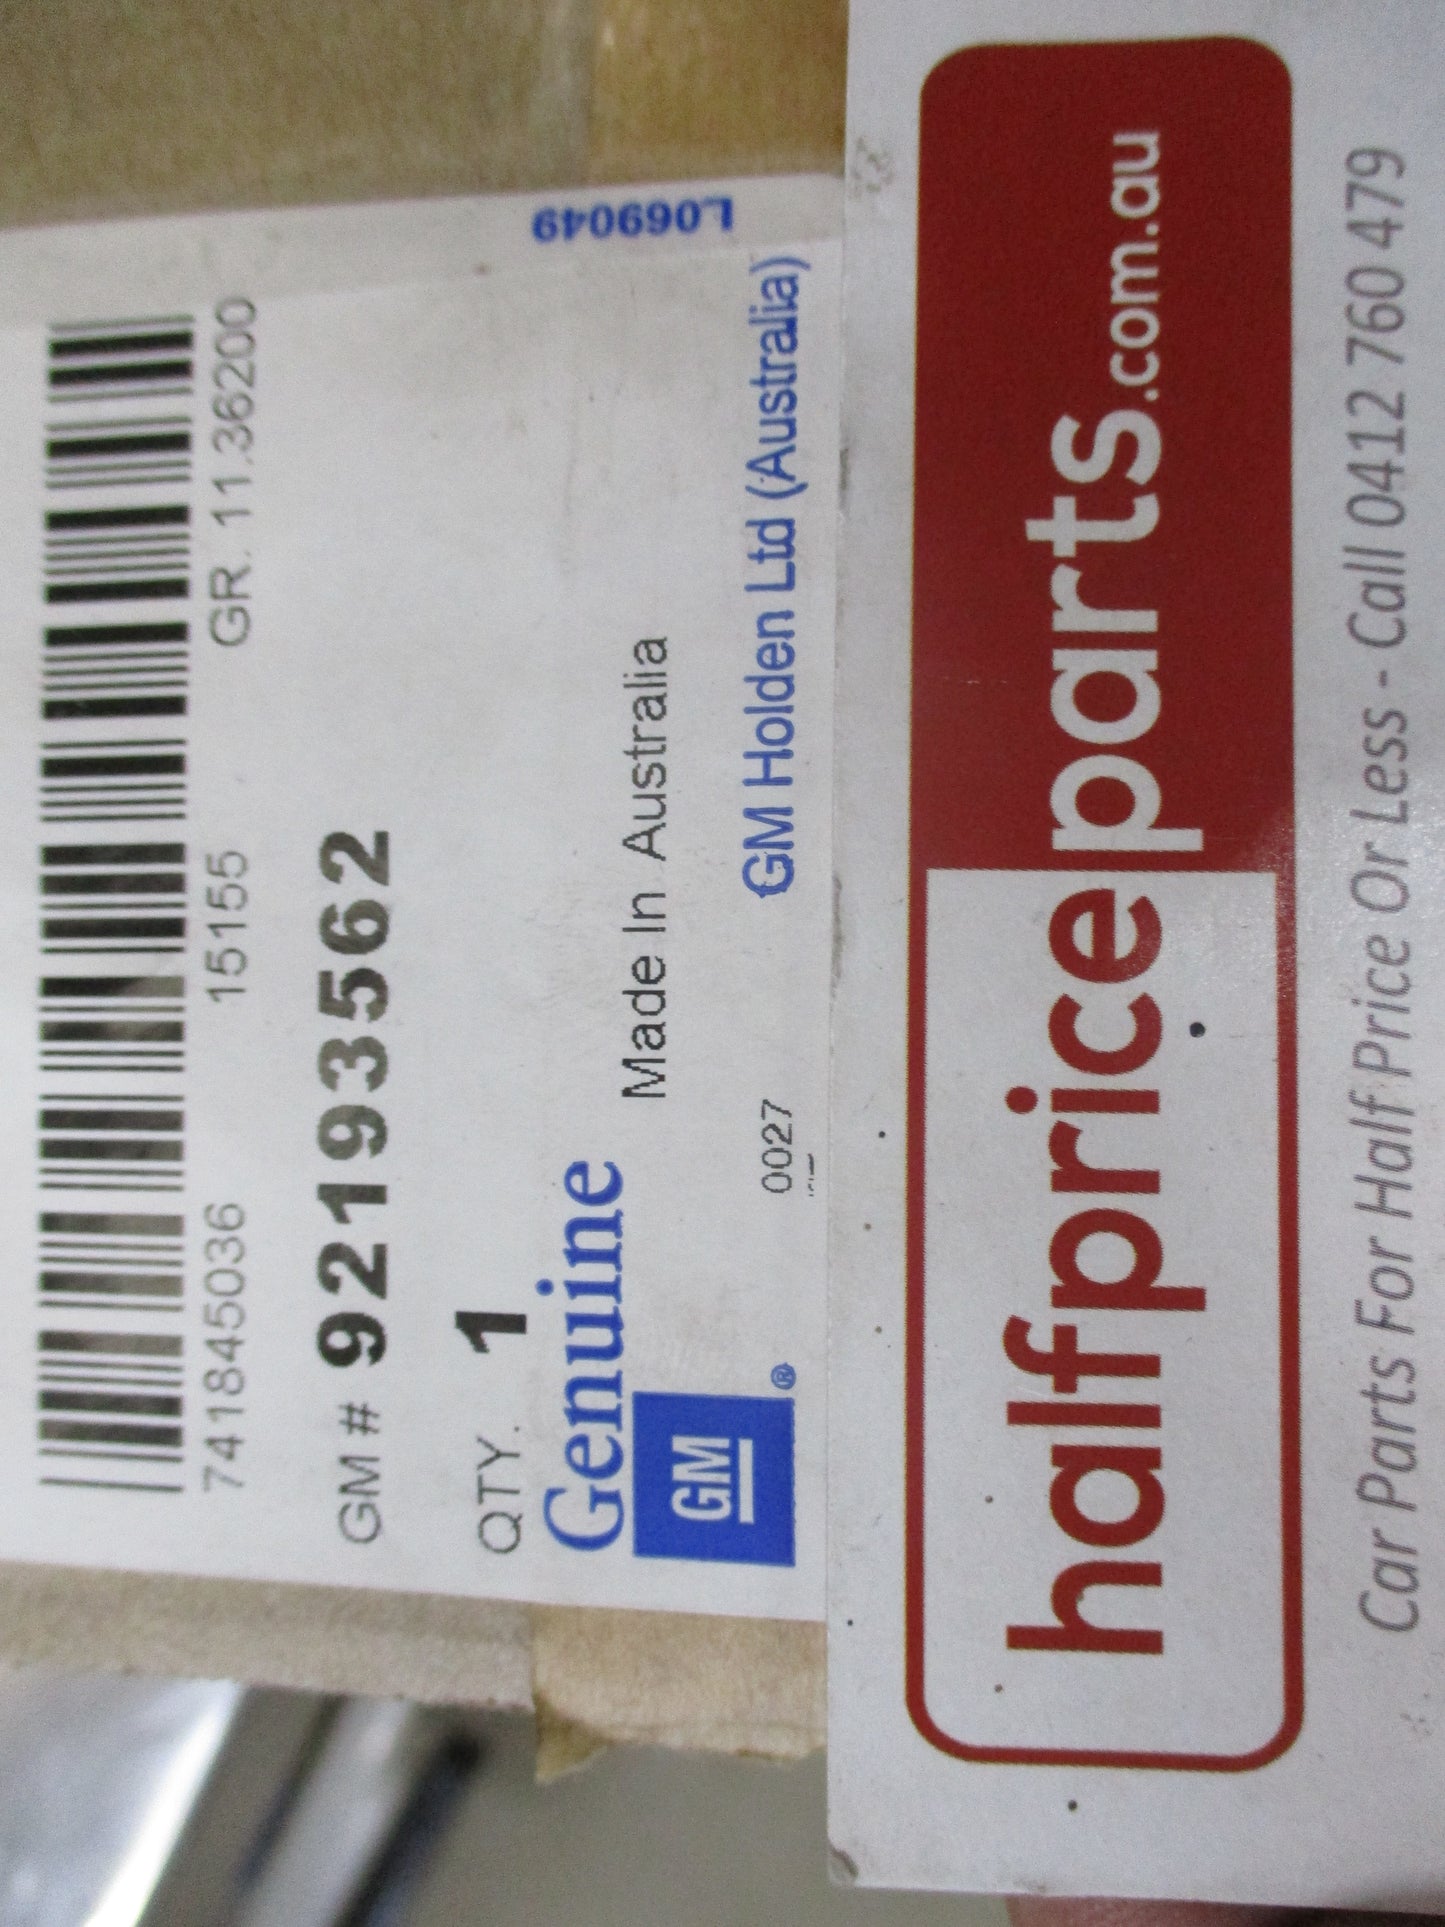 741845036 15155 GR. 11.36200
GM # 92193562
QTY. 1
Genuine
GM ®
Made In Australia
0027
GM Holden Ltd (Australia)
L069049
halfpriceparts.com.au
Car Parts For Half Price Or Less - Call 0412 760 479